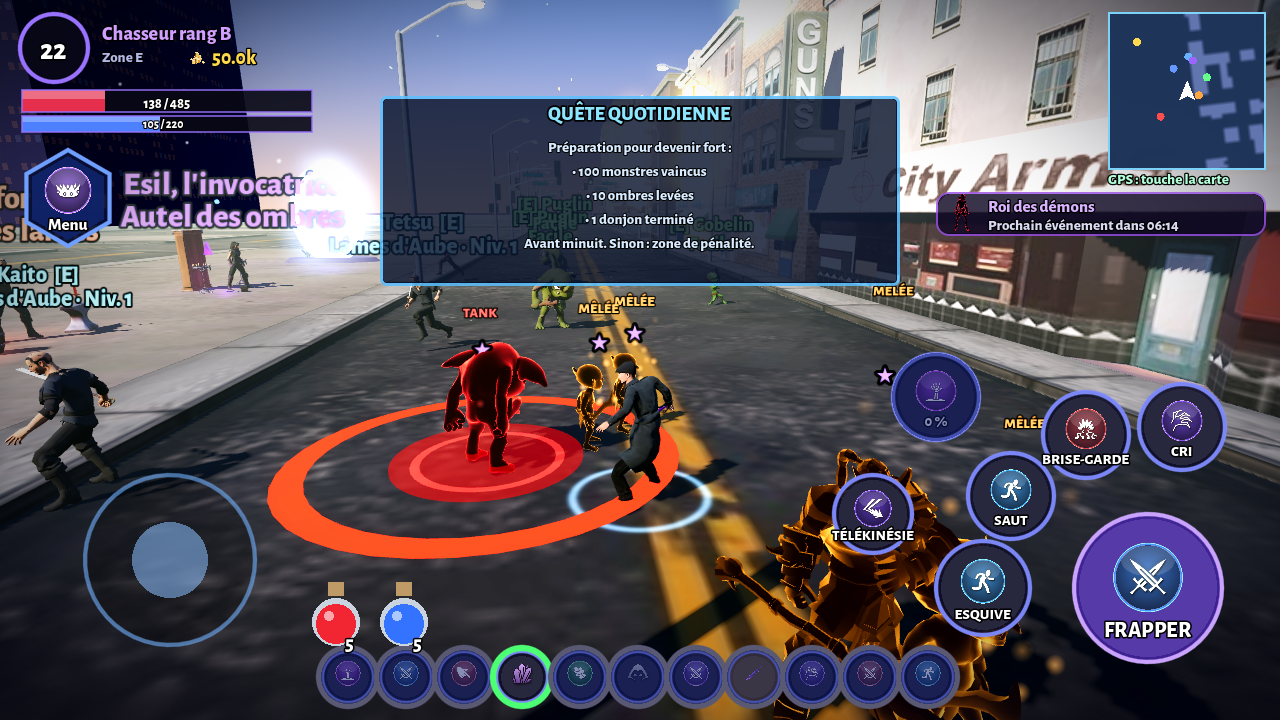 22
Chasseur rang B
Zone E
50.0k
138 / 485
105 / 220
Menu
Esil, l'invocatrice
Autel des ombres
Kaito [E]
s d'Aube · Niv. 1
Tetsu [E]
Lames d'Aube · Niv. 1
QUÊTE QUOTIDIENNE
Préparation pour devenir fort :
• 100 monstres vaincus
• 10 ombres levées
• 1 donjon terminé
Avant minuit. Sinon : zone de pénalité.
GUNS
City Arm
GPS : touche la carte
Roi des démons
Prochain événement dans 06:14
TANK
MÊLÉE
MÊLÉE
MÊLÉE
MÊLÉE
0 %
BRISE-GARDE
CRI
SAUT
TÉLÉKINÉSIE
ESQUIVE
FRAPPER
5
5